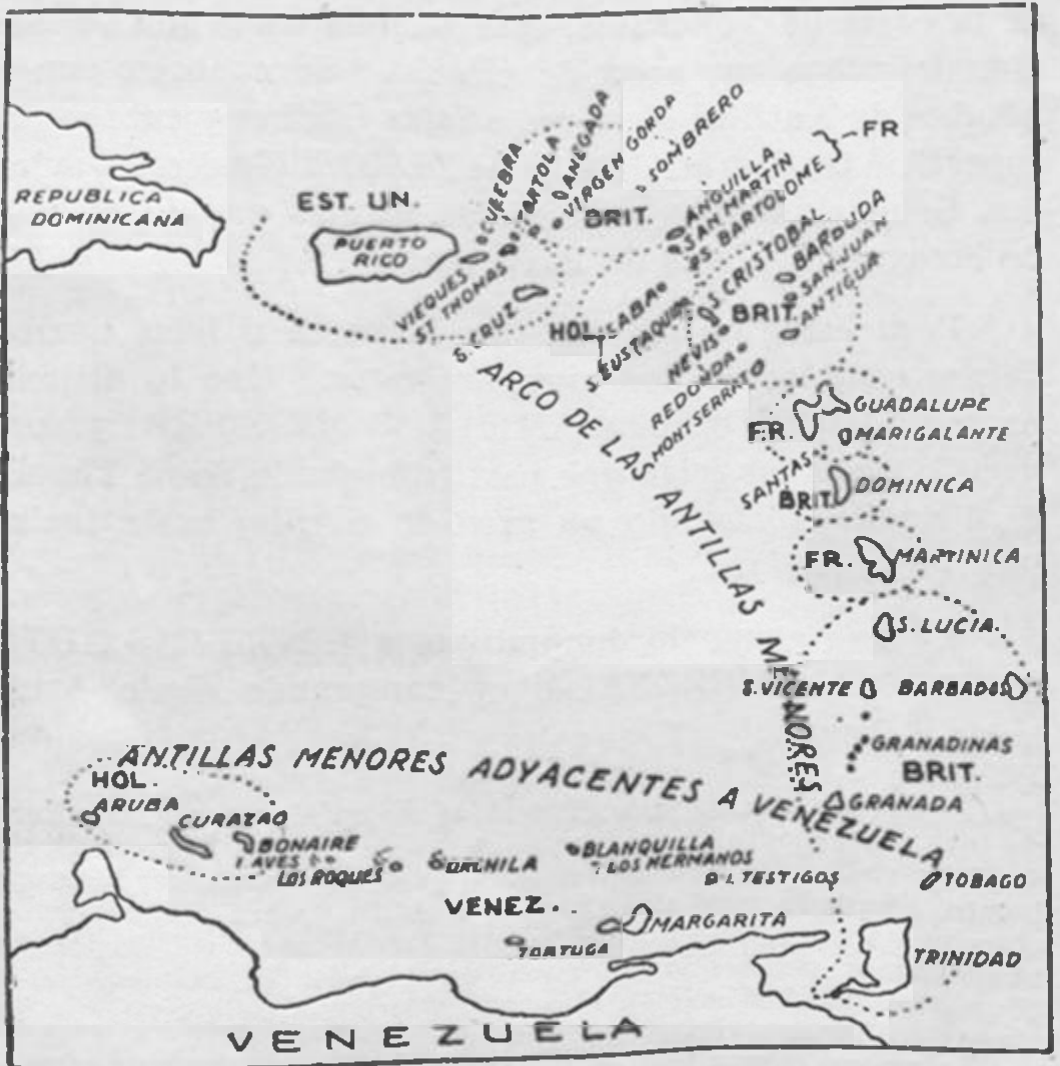 REPUBLICA
DOMINICANA
EST. UN.
PUERTO
RICO
CULEBRA
TORTOLA
ANEGADA
VIRGEN GORDA
SOMBRERO
BRIT.
VIEQUES
ST. THOMAS
S. CRUZ
ANGUILLA
SAN MARTIN
S. BARTOLOME
FR
HOL.
SABA
S. EUSTAQUIO
S. CRISTOBAL
BARBUDA
SAN JUAN
ANTIGUA
BRIT.
NEVIS
REDONDA
MONTSERRATO
ARCO DE LAS ANTILLAS MENORES
FR.
GUADALUPE
MARIGALANTE
SANTAS
BRIT.
DOMINICA
FR.
MARTINICA
S. LUCIA.
S. VICENTE
BARBADOS
GRANADINAS
BRIT.
GRANADA
ANTILLAS MENORES ADYACENTES A VENEZUELA
HOL.
ARUBA
CURAZAO
BONAIRE
I. AVES
LOS ROQUES
ORCHILA
BLANQUILLA
LOS HERMANOS
I. TESTIGOS
TOBAGO
VENEZ.
MARGARITA
TORTUGA
TRINIDAD
VENEZUELA